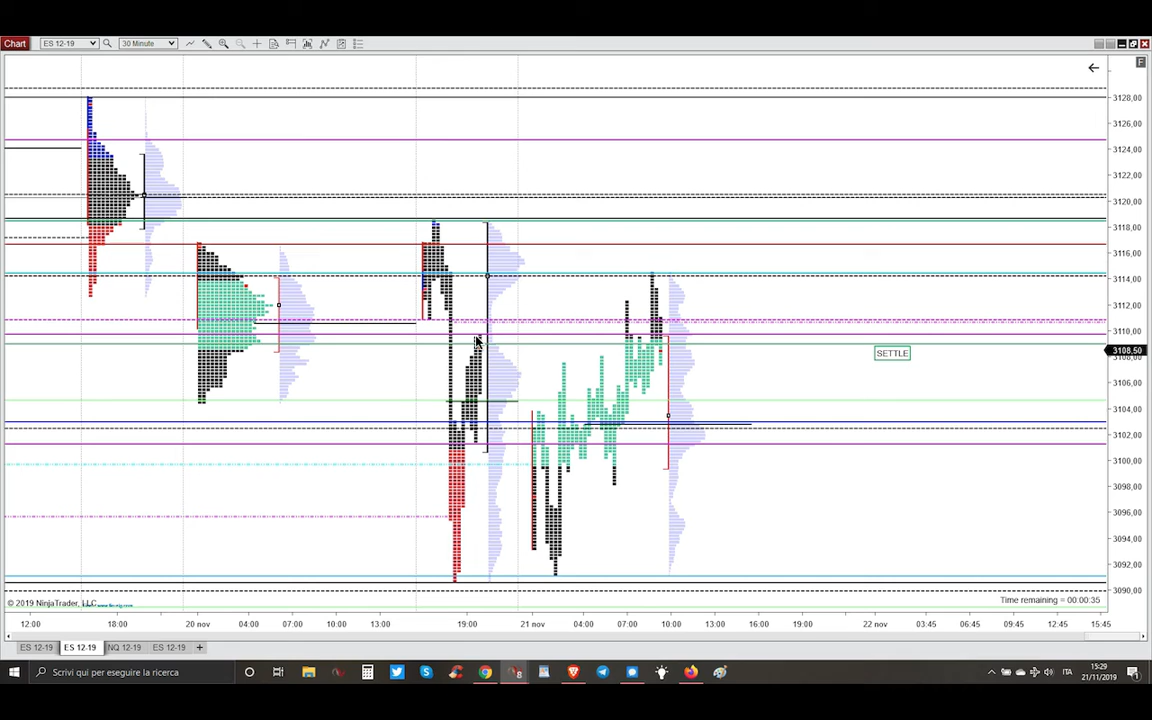 Chart ES 12-19 30 Minute
F
3128,00
3126,00
3124,00
3122,00
3120,00
3118,00
3116,00
3114,00
3112,00
3110,00
3108,50
3108,00
SETTLE
3106,00
3104,00
3102,00
3100,00
3098,00
3096,00
3094,00
3092,00
3090,00
© 2019 NinjaTrader, LLC
Time remaining = 00:00:35
12:00 18:00 20 nov 04:00 07:00 10:00 13:00 19:00 21 nov 04:00 07:00 10:00 16:00 19:00 22 nov 03:45 06:45 10:00 12:45 15:45
ES 12-19 ES 12-19 NQ 12-19 ES 12-19 +
Scrivi qui per eseguire la ricerca
8
ITA
15:29
21/11/2019
1